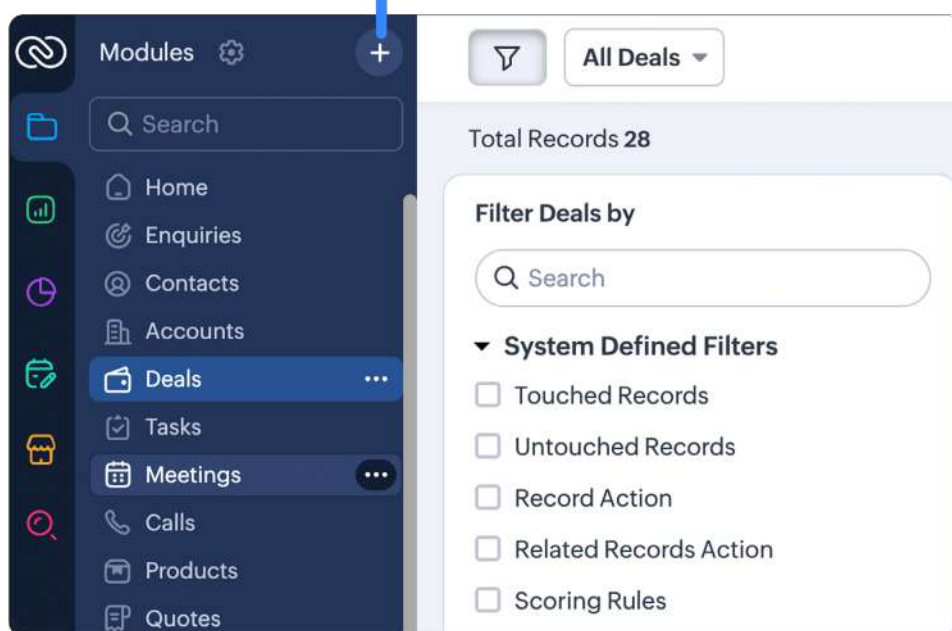 Modules
Search
Home
Enquiries
Contacts
Accounts
Deals
Tasks
Meetings
Calls
Products
Quotes
All Deals
Total Records 28
Filter Deals by
Search
System Defined Filters
Touched Records
Untouched Records
Record Action
Related Records Action
Scoring Rules